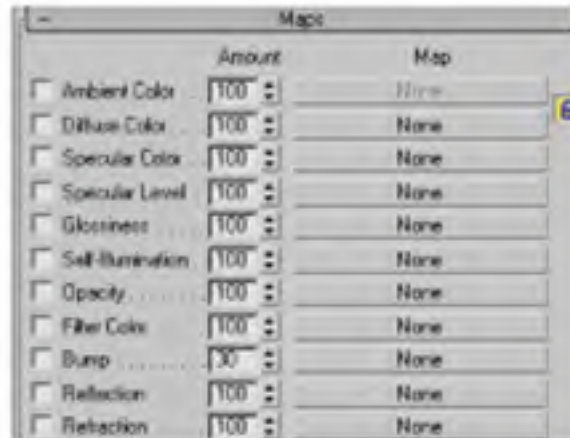 Maps
Amount Map
Ambient Color 100 None
Diffuse Color 100 None
Specular Color 100 None
Specular Level 100 None
Glossiness 100 None
Self-Illumination 100 None
Opacity 100 None
Filter Color 100 None
Bump 30 None
Reflection 100 None
Refraction 100 None